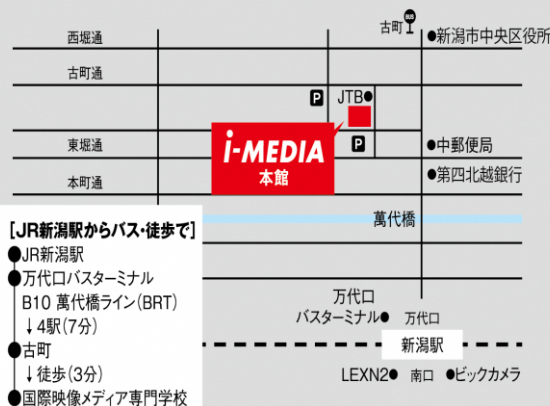 古町
BUS
西堀通
●新潟市中央区役所
古町通
P
JTB●
東堀通
P
●中郵便局
i-MEDIA
本館
本町通
●第四北越銀行
萬代橋
[JR新潟駅からバス・徒歩で]
●JR新潟駅
●万代口バスターミナル
B10 萬代橋ライン(BRT)
↓4駅(7分)
●古町
↓徒歩(3分)
●国際映像メディア専門学校
万代口
バスターミナル●
万代口
新潟駅
LEXN2●
南口
●ビックカメラ